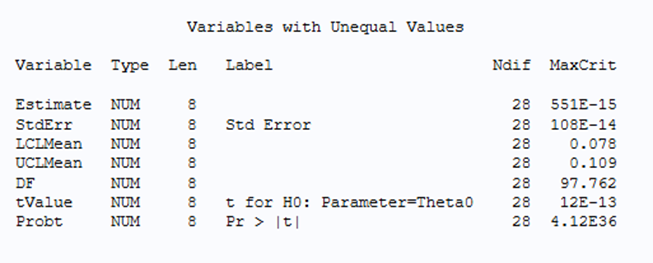 Variables with Unequal Values
Variable Type Len Label Ndif MaxCrit
Estimate NUM 8 28 551E-15
StdErr NUM 8 Std Error 28 108E-14
LCLMean NUM 8 28 0.078
UCLMean NUM 8 28 0.109
DF NUM 8 28 97.762
tValue NUM 8 t for H0: Parameter=Theta0 28 12E-13
Probt NUM 8 Pr > |t| 28 4.12E36